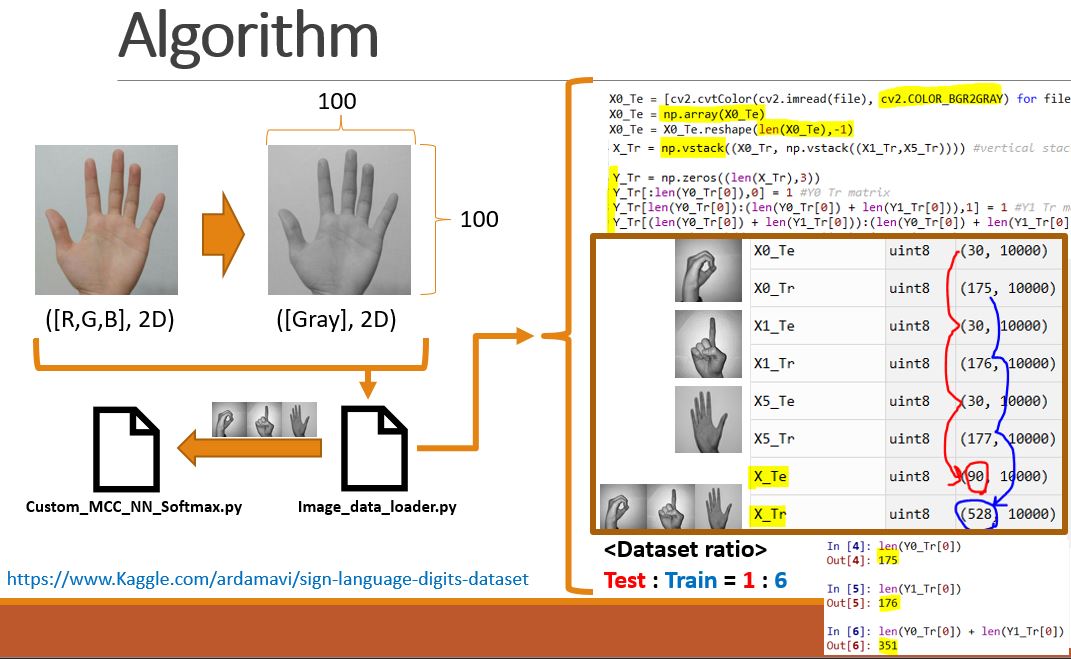 Algorithm
100
100
([R,G,B], 2D)
([Gray], 2D)
Custom_MCC_NN_Softmax.py
Image_data_loader.py
https://www.Kaggle.com/ardamavi/sign-language-digits-dataset
X0_Te = [cv2.cvtColor(cv2.imread(file), cv2.COLOR_BGR2GRAY) for file
X0_Te = np.array(X0_Te)
X0_Te = X0_Te.reshape(len(X0_Te),-1)
X_Tr = np.vstack((X0_Tr, np.vstack((X1_Tr,X5_Tr)))) #vertical stac
Y_Tr = np.zeros((len(X_Tr),3))
Y_Tr[:len(Y0_Tr[0]),0] = 1 #Y0 Tr matrix
Y_Tr[len(Y0_Tr[0]):(len(Y0_Tr[0]) + len(Y1_Tr[0])),1] = 1 #Y1 Tr m
Y_Tr[(len(Y0_Tr[0]) + len(Y1_Tr[0])):(len(Y0_Tr[0]) + len(Y1_Tr[0]
X0_Te uint8 (30, 10000)
X0_Tr uint8 (175, 10000)
X1_Te uint8 (30, 10000)
X1_Tr uint8 (176, 10000)
X5_Te uint8 (30, 10000)
X5_Tr uint8 (177, 10000)
X_Te uint8 (90, 10000)
X_Tr uint8 (528, 10000)
<Dataset ratio>
Test : Train = 1 : 6
In [4]: len(Y0_Tr[0])
Out[4]: 175
In [5]: len(Y1_Tr[0])
Out[5]: 176
In [6]: len(Y0_Tr[0]) + len(Y1_Tr[0])
Out[6]: 351